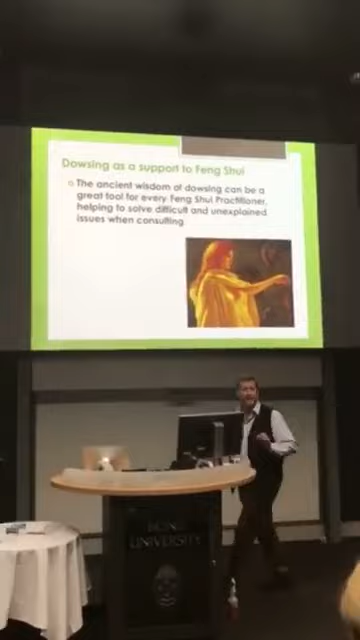 Dowsing as a support to Feng Shui
The ancient wisdom of dowsing can be a
great tool for every Feng Shui Practitioner,
helping to solve difficult and unexplained
issues when consulting.
UNIVERSITY